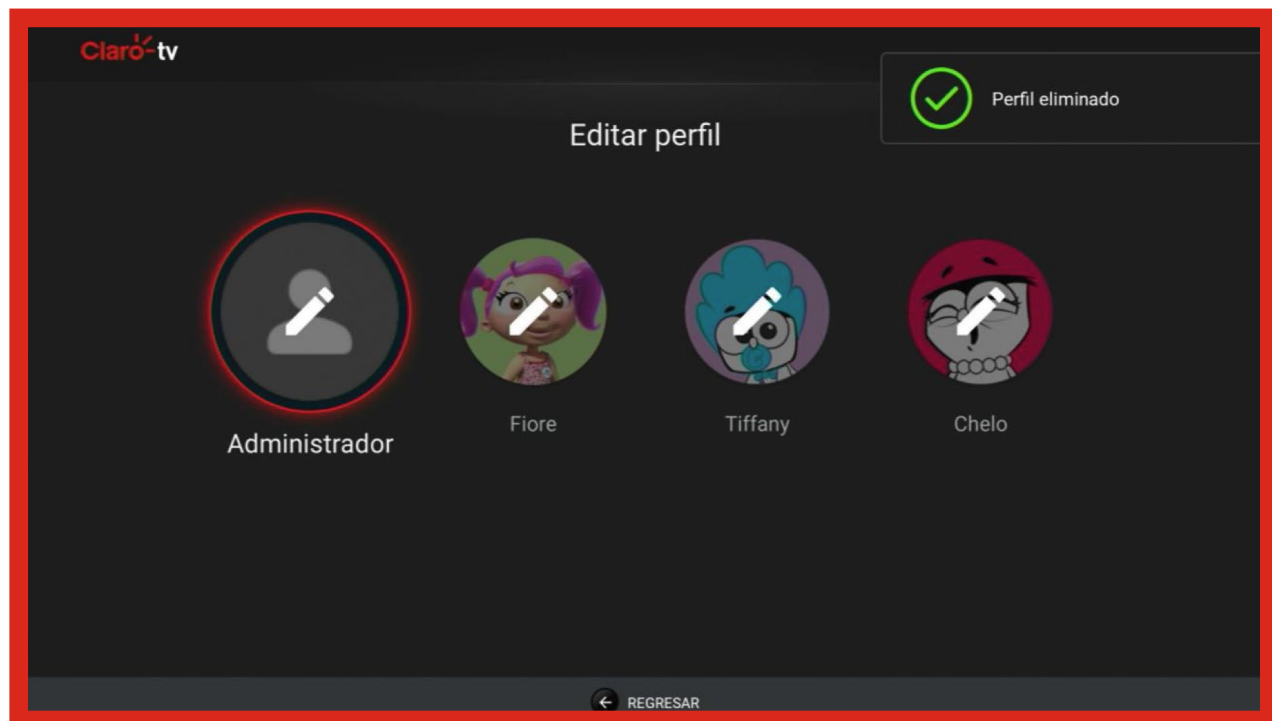 Claro-tv
Perfil eliminado
Editar perfil
Administrador
Fiore
Tiffany
Chelo
REGRESAR